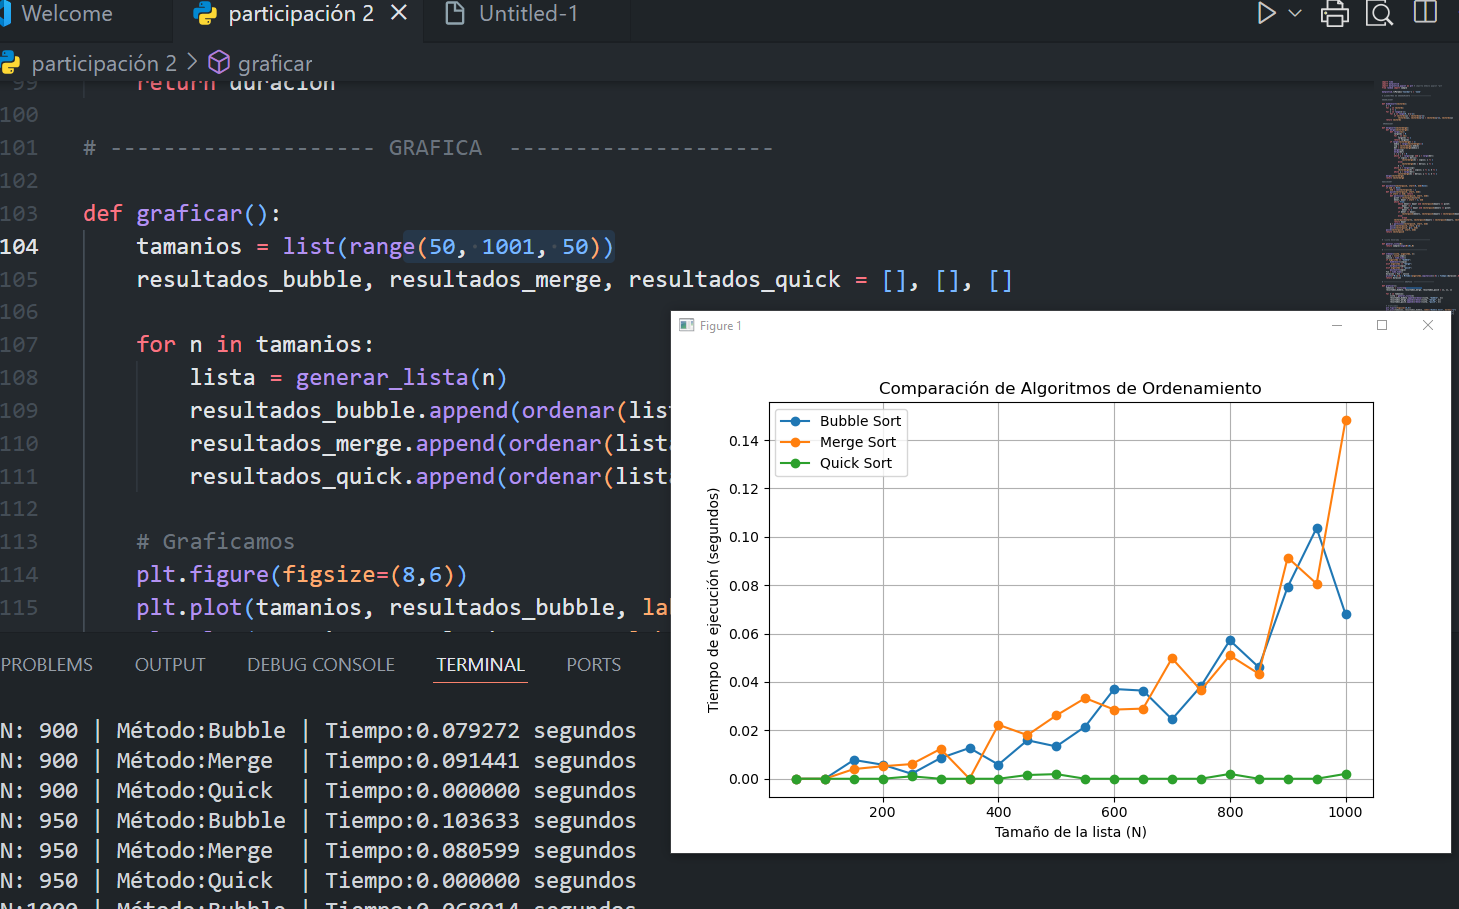 Welcome
participación 2
Untitled-1
participación 2 > graficar
99 return duracion
100
101 # -------------------- GRAFICA --------------------
102
103 def graficar():
104 tamanios = list(range(50, 1001, 50))
105 resultados_bubble, resultados_merge, resultados_quick = [], [], []
106
107 for n in tamanios:
108 lista = generar_lista(n)
109 resultados_bubble.append(ordenar(list
110 resultados_merge.append(ordenar(lista
111 resultados_quick.append(ordenar(lista
112
113 # Graficamos
114 plt.figure(figsize=(8,6))
115 plt.plot(tamanios, resultados_bubble, la
Figure 1
Comparación de Algoritmos de Ordenamiento
Bubble Sort
Merge Sort
Quick Sort
Tiempo de ejecución (segundos)
0.14
0.12
0.10
0.08
0.06
0.04
0.02
0.00
200 400 600 800 1000
Tamaño de la lista (N)
PROBLEMS OUTPUT DEBUG CONSOLE TERMINAL PORTS
N: 900 | Método:Bubble | Tiempo:0.079272 segundos
N: 900 | Método:Merge | Tiempo:0.091441 segundos
N: 900 | Método:Quick | Tiempo:0.000000 segundos
N: 950 | Método:Bubble | Tiempo:0.103633 segundos
N: 950 | Método:Merge | Tiempo:0.080599 segundos
N: 950 | Método:Quick | Tiempo:0.000000 segundos
N:1000 | Método:Bubble | Tiempo:0.068014 segundos